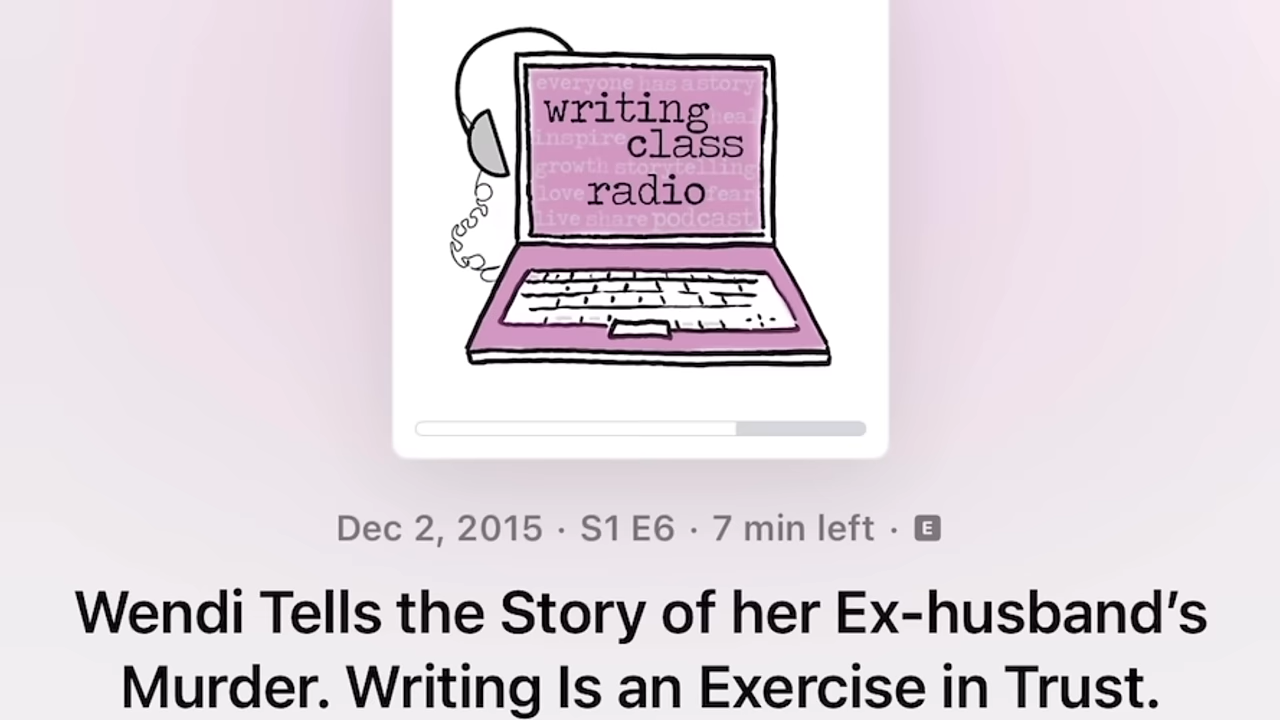 everyone has a story
writing
heal
inspire
class
growth storytelling
love
radio
fear
live share podcast
Dec 2, 2015 · S1 E6 · 7 min left · E
Wendi Tells the Story of her Ex-husband’s
Murder. Writing Is an Exercise in Trust.